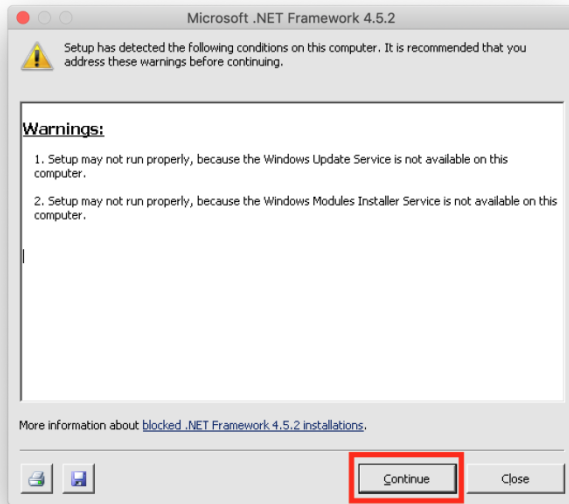 Microsoft .NET Framework 4.5.2
Setup has detected the following conditions on this computer. It is recommended that you
address these warnings before continuing.
Warnings:
1. Setup may not run properly, because the Windows Update Service is not available on this
computer.
2. Setup may not run properly, because the Windows Modules Installer Service is not available on this
computer.
More information about blocked .NET Framework 4.5.2 installations.
Continue Close